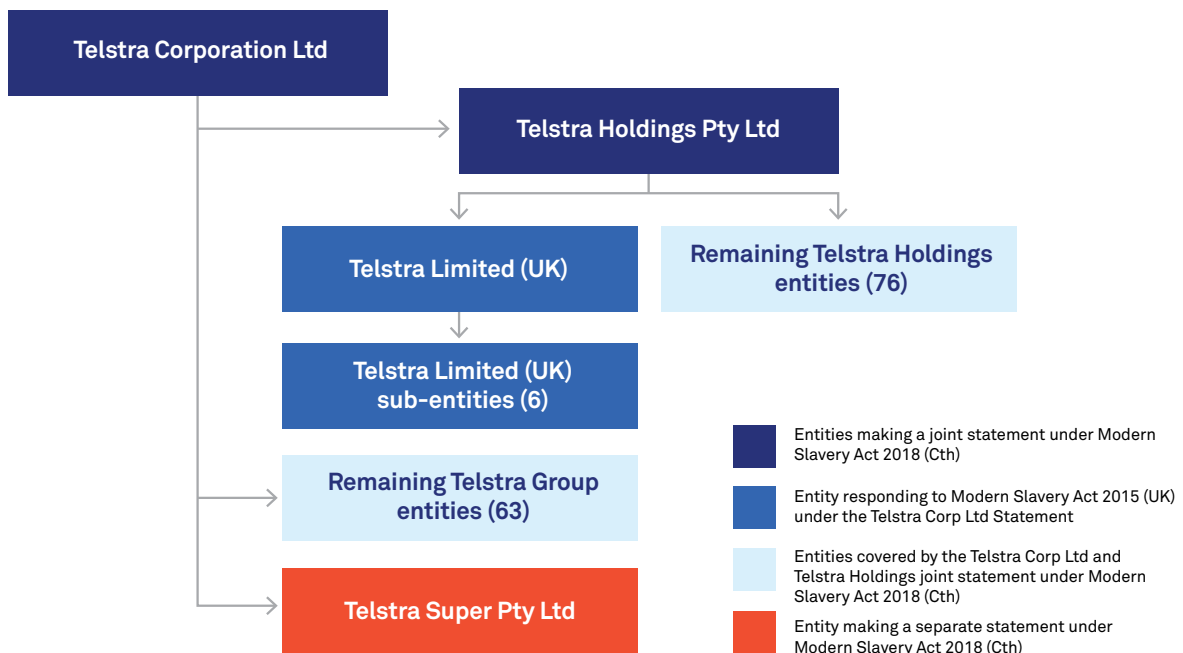 Telstra Corporation Ltd
Telstra Holdings Pty Ltd
Telstra Limited (UK)
Remaining Telstra Holdings
entities (76)
Telstra Limited (UK)
sub-entities (6)
Remaining Telstra Group
entities (63)
Telstra Super Pty Ltd
Entities making a joint statement under Modern
Slavery Act 2018 (Cth)
Entity responding to Modern Slavery Act 2015 (UK)
under the Telstra Corp Ltd Statement
Entities covered by the Telstra Corp Ltd and
Telstra Holdings joint statement under Modern
Slavery Act 2018 (Cth)
Entity making a separate statement under
Modern Slavery Act 2018 (Cth)